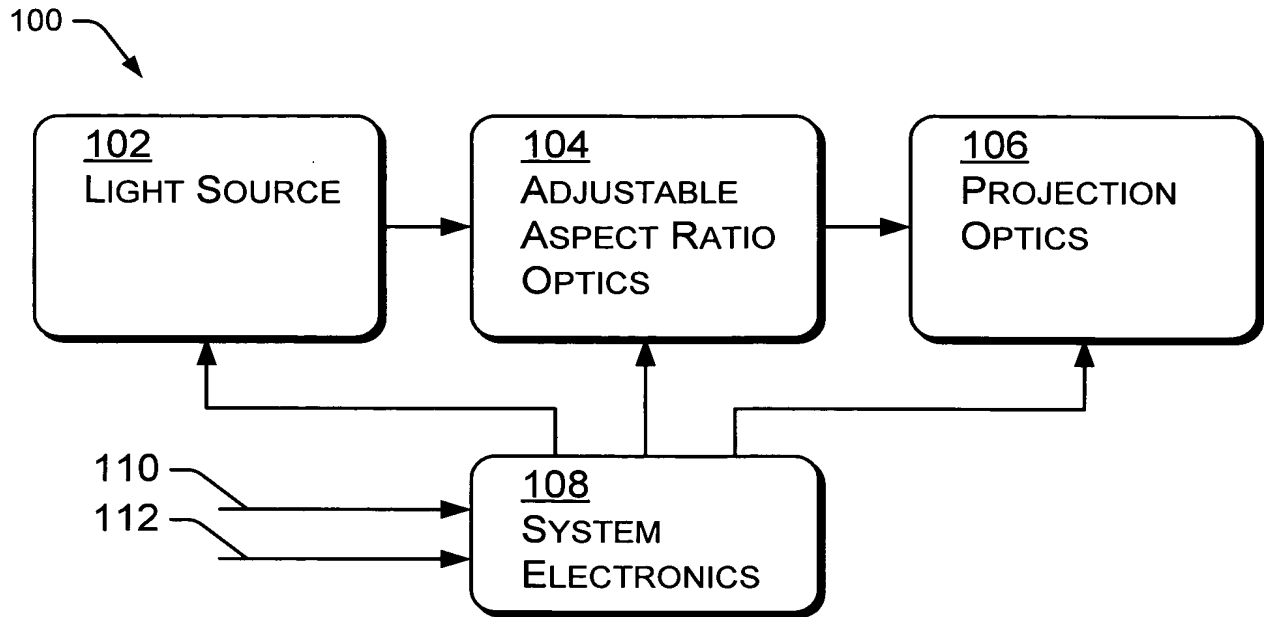 100
102
LIGHT SOURCE
104
ADJUSTABLE
ASPECT RATIO
OPTICS
106
PROJECTION
OPTICS
110
112
108
SYSTEM
ELECTRONICS